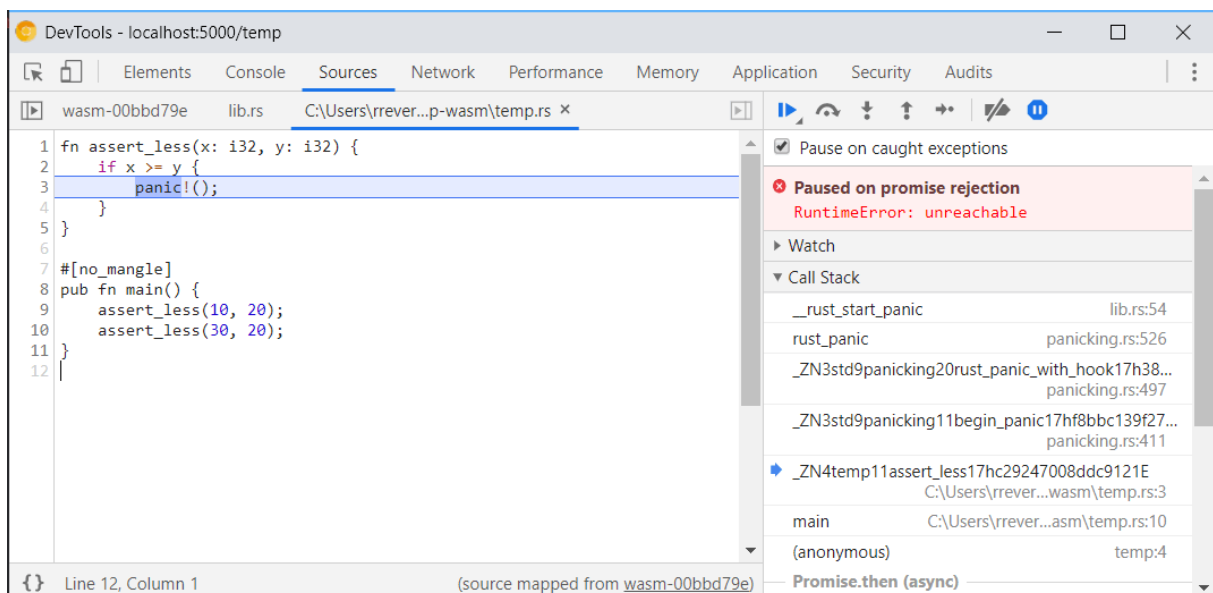 DevTools - localhost:5000/temp
Elements Console Sources Network Performance Memory Application Security Audits
wasm-00bbd79e lib.rs C:\Users\rrever...p-wasm\temp.rs ×
1 fn assert_less(x: i32, y: i32) {
2     if x >= y {
3         panic!();
4     }
5 }
6
7 #[no_mangle]
8 pub fn main() {
9     assert_less(10, 20);
10     assert_less(30, 20);
11 }
12
{} Line 12, Column 1 (source mapped from wasm-00bbd79e)
Pause on caught exceptions
Paused on promise rejection
RuntimeError: unreachable
Watch
Call Stack
__rust_start_panic lib.rs:54
rust_panic panicking.rs:526
_ZN3std9panicking20rust_panic_with_hook17h38...
panicking.rs:497
_ZN3std9panicking11begin_panic17hf8bbc139f27...
panicking.rs:411
_ZN4temp11assert_less17hc29247008ddc9121E
C:\Users\rrever...wasm\temp.rs:3
main C:\Users\rrever...asm\temp.rs:10
(anonymous) temp:4
Promise.then (async)